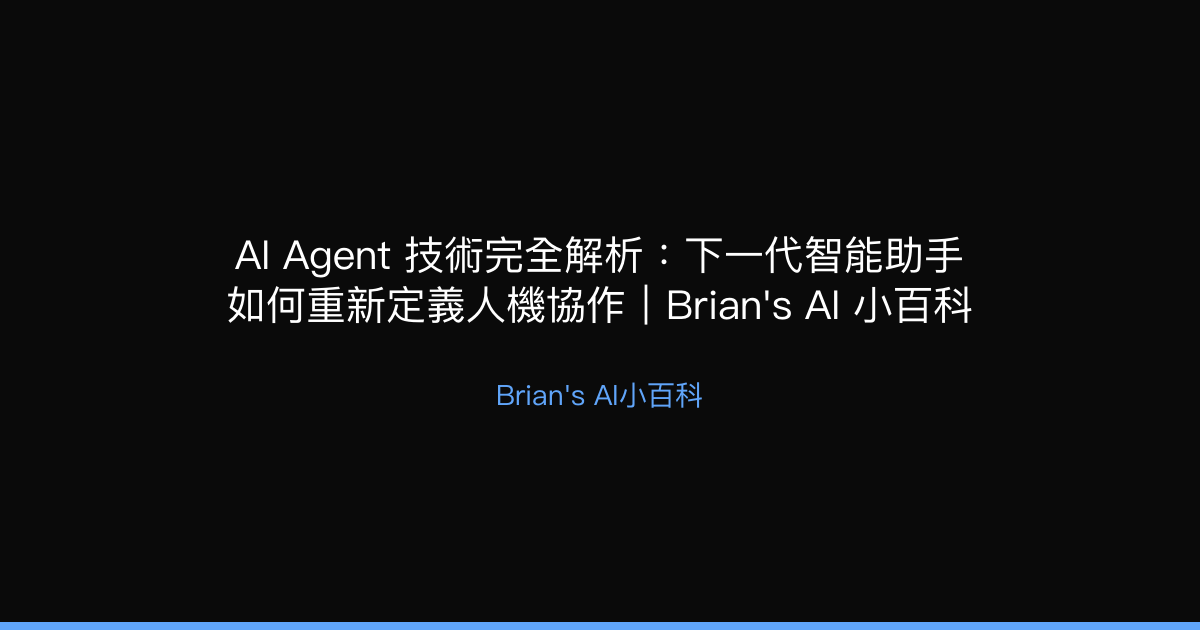 AI Agent 技術完全解析：下一代智能助手
如何重新定義人機協作｜Brian's AI 小百科
Brian's AI小百科